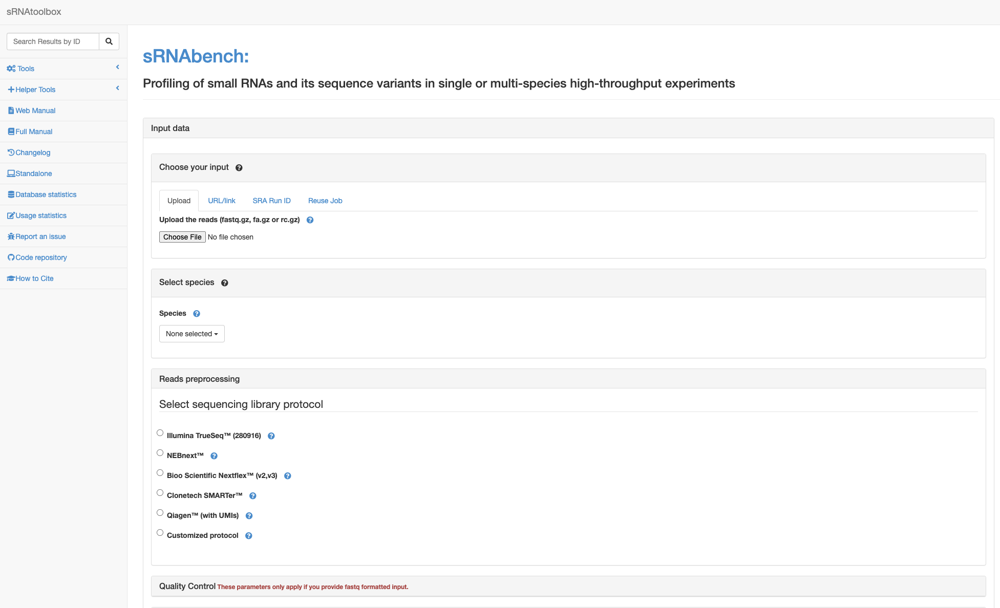 sRNAtoolbox
Search Results by ID
Tools
Helper Tools
Web Manual
Full Manual
Changelog
Standalone
Database statistics
Usage statistics
Report an issue
Code repository
How to Cite
sRNAbench:
Profiling of small RNAs and its sequence variants in single or multi-species high-throughput experiments
Input data
Choose your input
Upload URL/link SRA Run ID Reuse Job
Upload the reads (fastq.gz, fa.gz or rc.gz)
Choose File No file chosen
Select species
Species
None selected
Reads preprocessing
Select sequencing library protocol
Illumina TrueSeq™ (280916)
NEBnext™
Bioo Scientific Nextflex™ (v2,v3)
Clonetech SMARTer™
Qiagen™ (with UMIs)
Customized protocol
Quality Control These parameters only apply if you provide fastq formatted input.